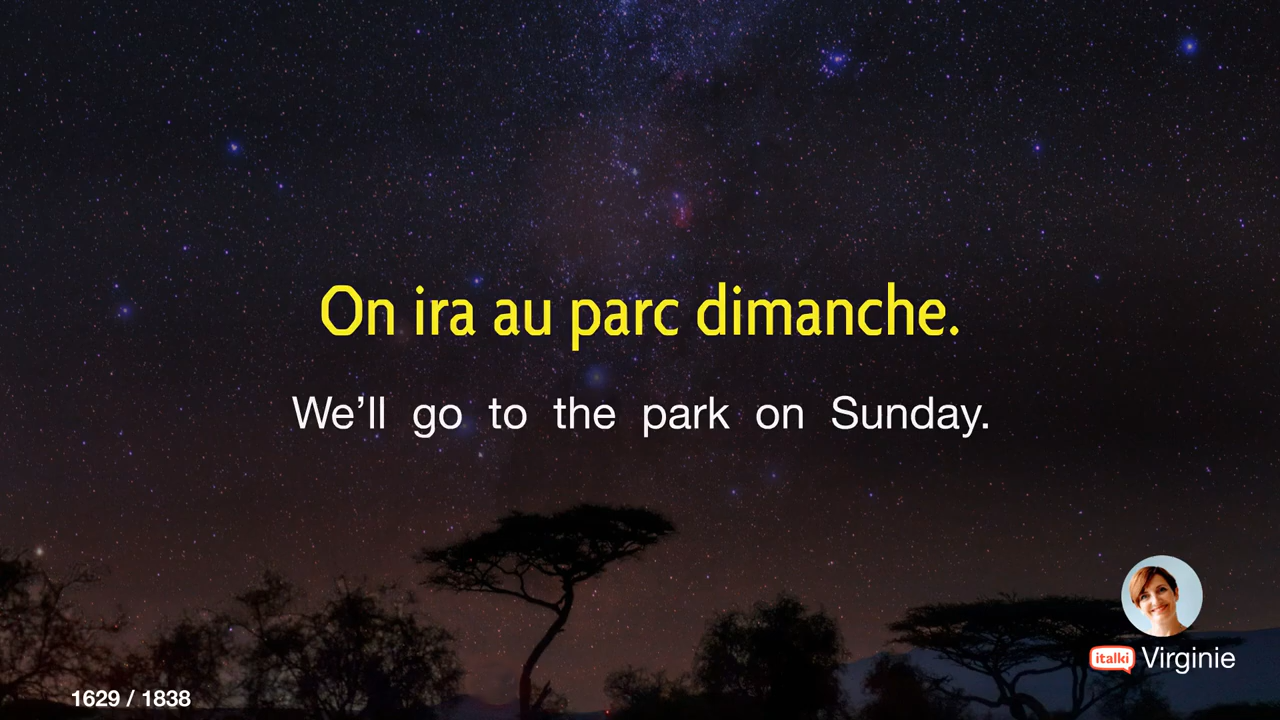 On ira au parc dimanche.
We’ll go to the park on Sunday.
italki Virginie
1629 / 1838